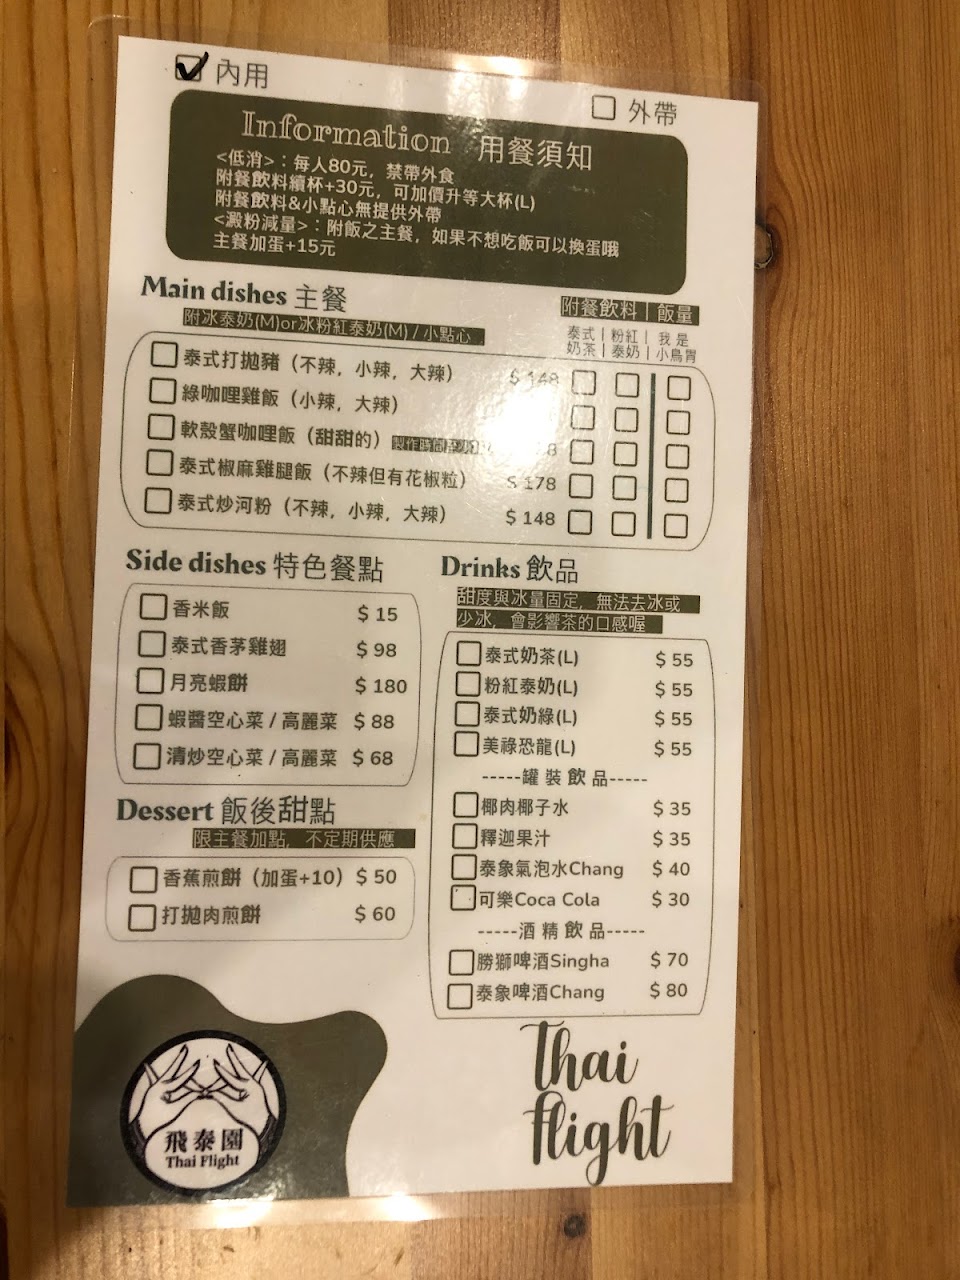 內用
外帶
Information 用餐須知
<低消>：每人80元，禁帶外食
附餐飲料續杯+30元，可加價升等大杯(L)
附餐飲料&小點心無提供外帶
<澱粉減量>：附飯之主餐，如果不想吃飯可以換蛋哦
主餐加蛋+15元
Main dishes 主餐
附冰泰奶(M)or冰粉紅泰奶(M) / 小點心
附餐飲料｜飯量
泰式｜粉紅｜我是
奶茶｜泰奶｜小鳥胃
泰式打拋豬（不辣，小辣，大辣） $ 148
綠咖哩雞飯（小辣，大辣）
軟殼蟹咖哩飯（甜甜的）
泰式椒麻雞腿飯（不辣但有花椒粒） $ 178
泰式炒河粉（不辣，小辣，大辣） $ 148
Side dishes 特色餐點
香米飯 $ 15
泰式香茅雞翅 $ 98
月亮蝦餅 $ 180
蝦醬空心菜 / 高麗菜 $ 88
清炒空心菜 / 高麗菜 $ 68
Dessert 飯後甜點
限主餐加點，不定期供應
香蕉煎餅（加蛋+10） $ 50
打拋肉煎餅 $ 60
Drinks 飲品
甜度與冰量固定，無法去冰或
少冰，會影響茶的口感喔
泰式奶茶(L) $ 55
粉紅泰奶(L) $ 55
泰式奶綠(L) $ 55
美祿恐龍(L) $ 55
-----罐裝飲品-----
椰肉椰子水 $ 35
釋迦果汁 $ 35
泰象氣泡水Chang $ 40
可樂Coca Cola $ 30
-----酒精飲品-----
勝獅啤酒Singha $ 70
泰象啤酒Chang $ 80
Thai
flight
飛泰園
Thai Flight